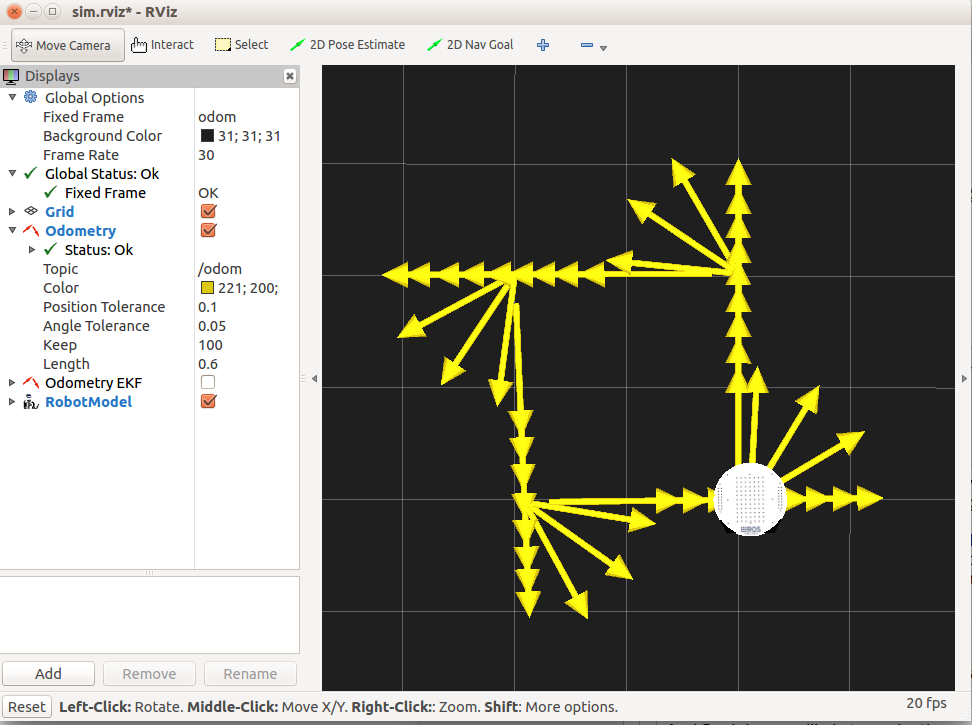 sim.rviz* - RViz
Move Camera Interact Select 2D Pose Estimate 2D Nav Goal
Displays
Global Options
Fixed Frame odom
Background Color 31; 31; 31
Frame Rate 30
Global Status: Ok
Fixed Frame OK
Grid
Odometry
Status: Ok
Topic /odom
Color 221; 200;
Position Tolerance 0.1
Angle Tolerance 0.05
Keep 100
Length 0.6
Odometry EKF
RobotModel
ROS
Add Remove Rename
Reset Left-Click: Rotate. Middle-Click: Move X/Y. Right-Click:: Zoom. Shift: More options. 20 fps